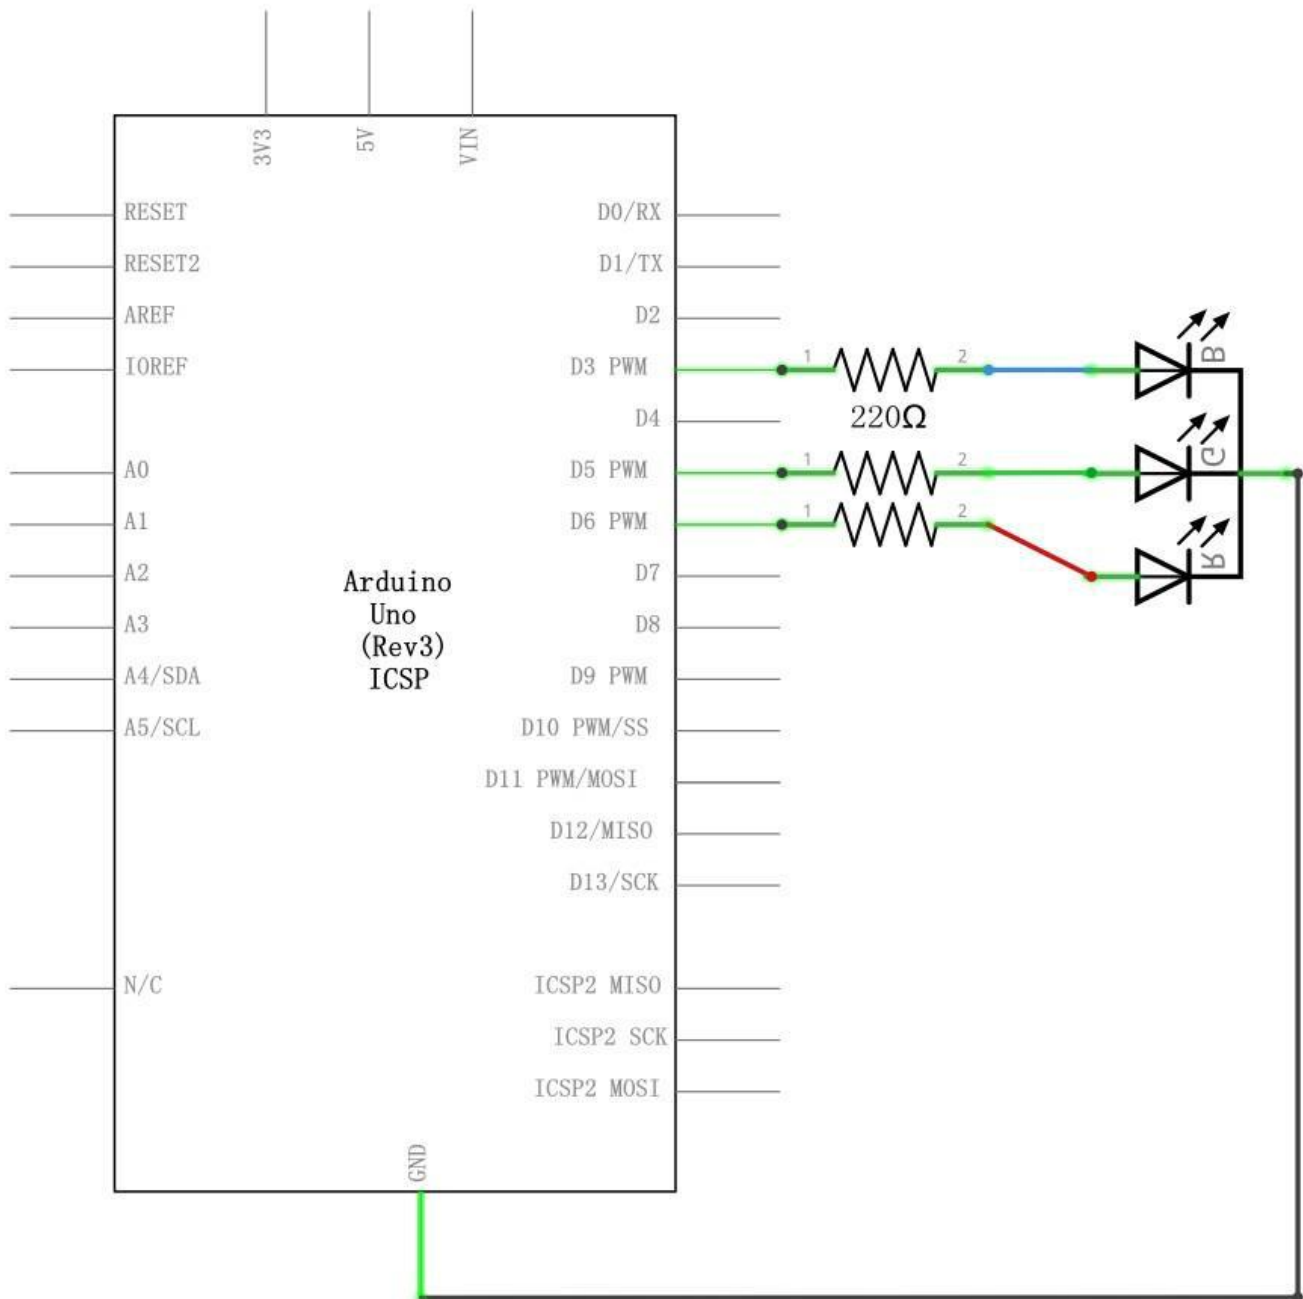 3V3
5V
VIN
RESET
RESET2
AREF
IOREF
A0
A1
A2
A3
A4/SDA
A5/SCL
N/C
Arduino
Uno
(Rev3)
ICSP
D0/RX
D1/TX
D2
D3 PWM
D4
D5 PWM
D6 PWM
D7
D8
D9 PWM
D10 PWM/SS
D11 PWM/MOSI
D12/MISO
D13/SCK
ICSP2 MISO
ICSP2 SCK
ICSP2 MOSI
GND
1 2
220Ω
1 2
1 2
B
G
R